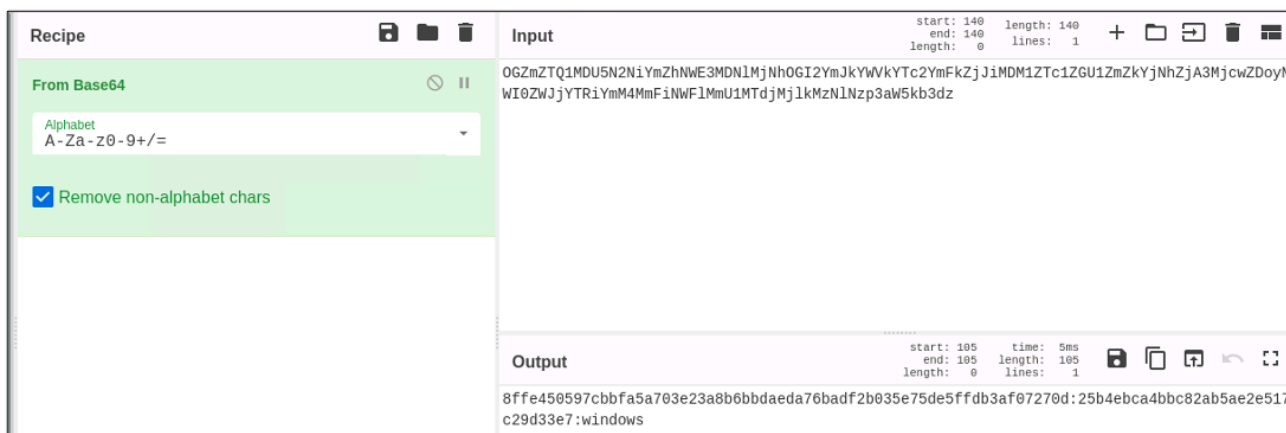 Recipe
From Base64
Alphabet
A-Za-z0-9+/=
Remove non-alphabet chars
Input
start: 140 length: 140
end: 140 lines: 1
length: 0
OGZmZTQ1MDU5N2NiYmZhNWE3MDNlMjNhOGI2YmJkYWVkYTc2YmFkZjJiMDM1ZTc1ZGU1ZmZkYjNhZjA3MjcwZDoyN
WI0ZWJjYTRiYmM4MmFiNWFlMmU1MTdjMjlkMzNlNzp3aW5kb3dz
Output
start: 105 time: 5ms
end: 105 length: 105
length: 0 lines: 1
8ffe450597cbbfa5a703e23a8b6bbdaeda76badf2b035e75de5ffdb3af07270d:25b4ebca4bbc82ab5ae2e517
c29d33e7:windows